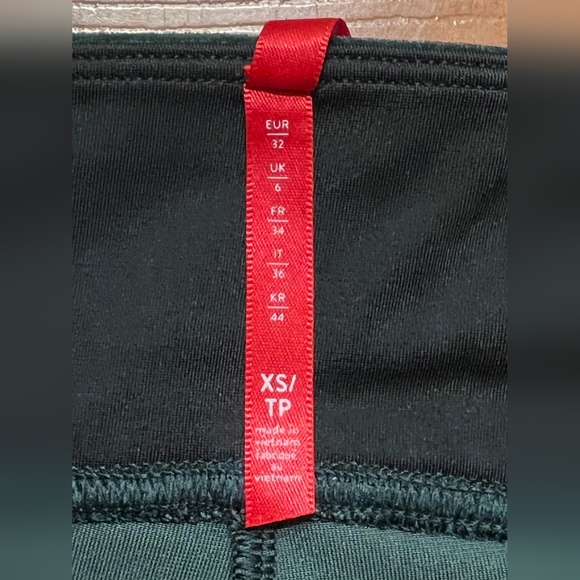 EUR
32
UK
6
FR
34
IT
36
KR
44
XS/
TP
made in
vietnam
fabriqué
au
vietnam